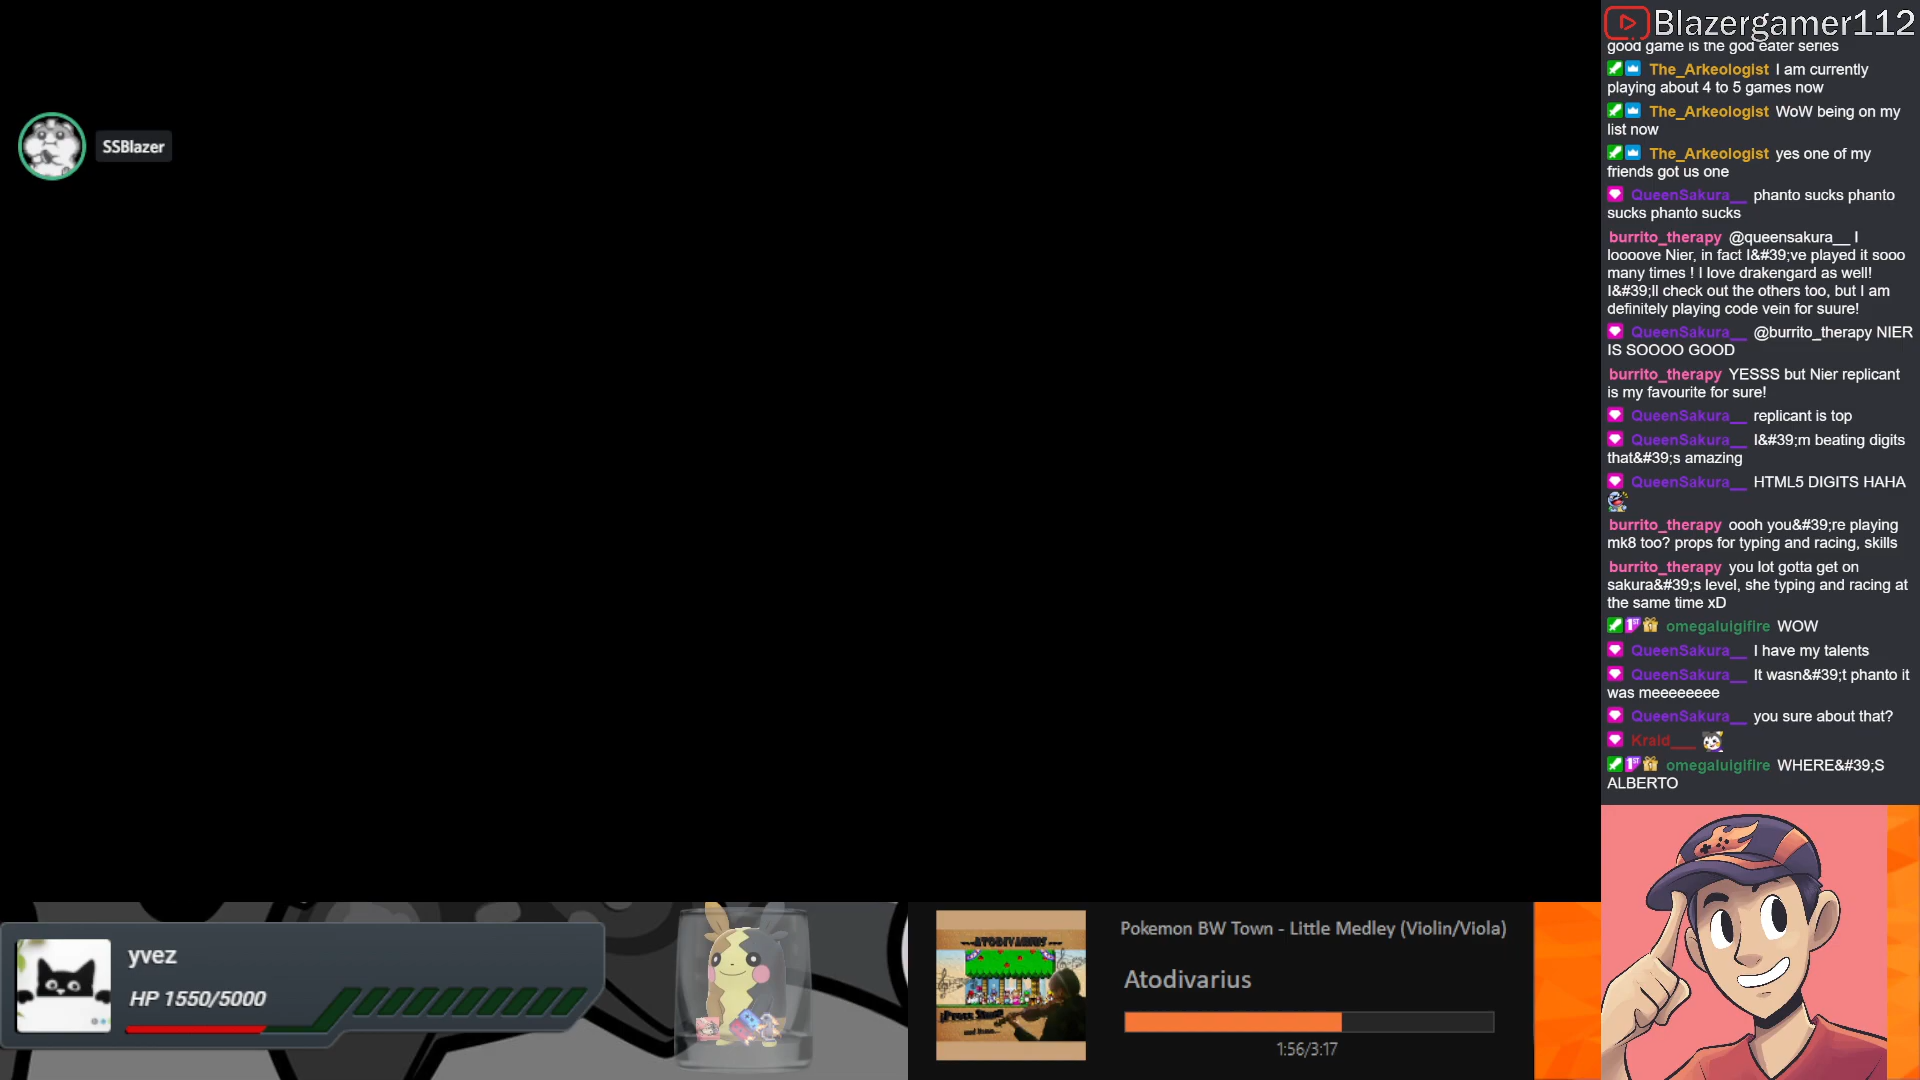 SSBlazer
Blazergamer112
good game is the god eater series
The_Arkeologist I am currently
playing about 4 to 5 games now
The_Arkeologist WoW being on my
list now
The_Arkeologist yes one of my
friends got us one
QueenSakura__ phanto sucks phanto
sucks phanto sucks
burrito_therapy @queensakura__ I
loooove Nier, in fact I&#39;ve played it sooo
many times ! I love drakengard as well!
I&#39;ll check out the others too, but I am
definitely playing code vein for suure!
QueenSakura__ @burrito_therapy NIER
IS SOOOO GOOD
burrito_therapy YESSS but Nier replicant
is my favourite for sure!
QueenSakura__ replicant is top
QueenSakura__ I&#39;m beating digits
that&#39;s amazing
QueenSakura__ HTML5 DIGITS HAHA
burrito_therapy oooh you&#39;re playing
mk8 too? props for typing and racing, skills
burrito_therapy you lot gotta get on
sakura&#39;s level, she typing and racing at
the same time xD
omegaluigifire WOW
QueenSakura__ I have my talents
QueenSakura__ It wasn&#39;t phanto it
was meeeeeeee
QueenSakura__ you sure about that?
Kraid___
omegaluigifire WHERE&#39;S
ALBERTO
yvez
HP 1550/5000
ATODIVARIUS
Pokemon BW Town - Little Medley (Violin/Viola)
Atodivarius
1:56/3:17